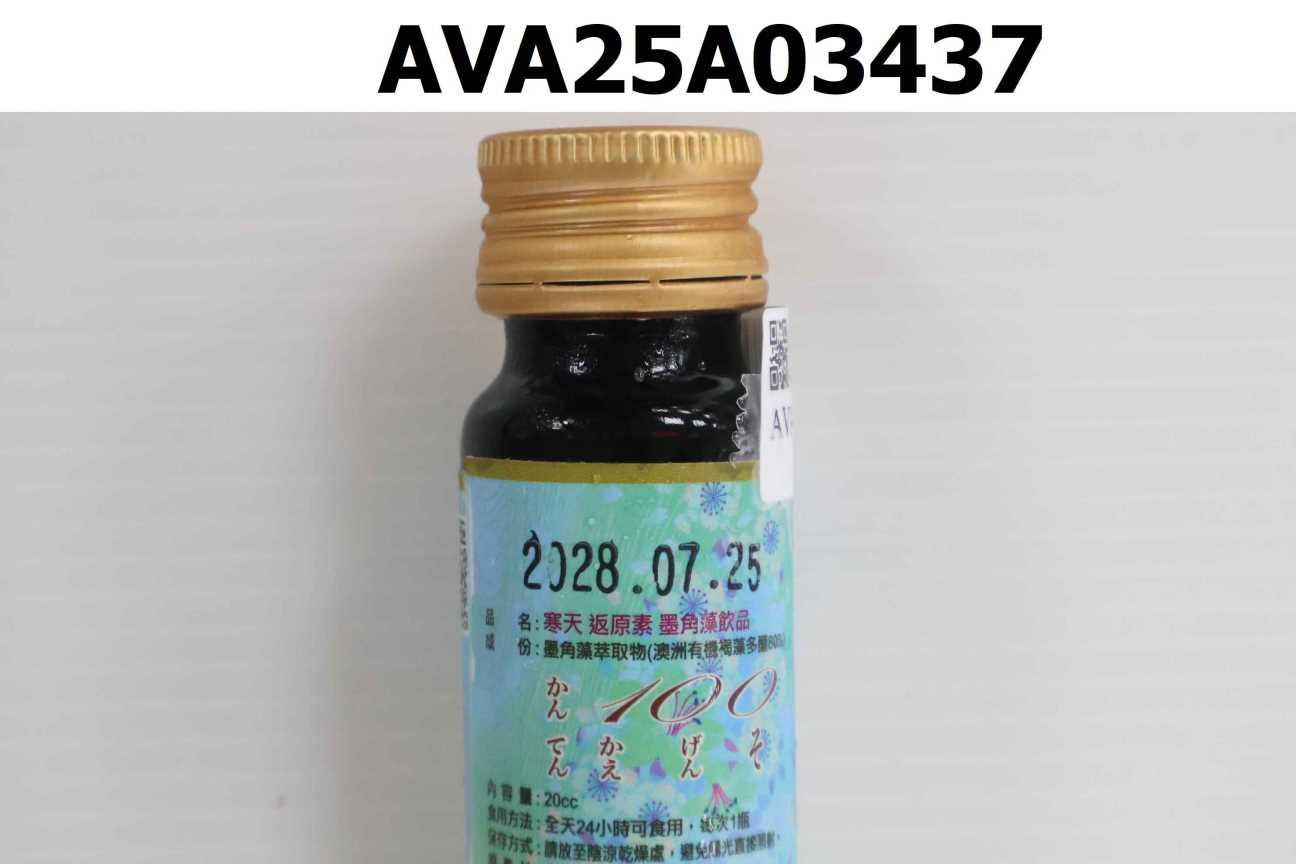 AVA25A03437
AV
2028.07.25
品 名:寒天 返原素 墨角藻飲品
成 份:墨角藻萃取物(澳洲有機褐藻多醣80%)
かん 100
てん かえ げん そ
內容量:20cc
食用方法:全天24小時可食用,每次1瓶
保存方式:請放至陰涼乾燥處,避免陽光直接照射。